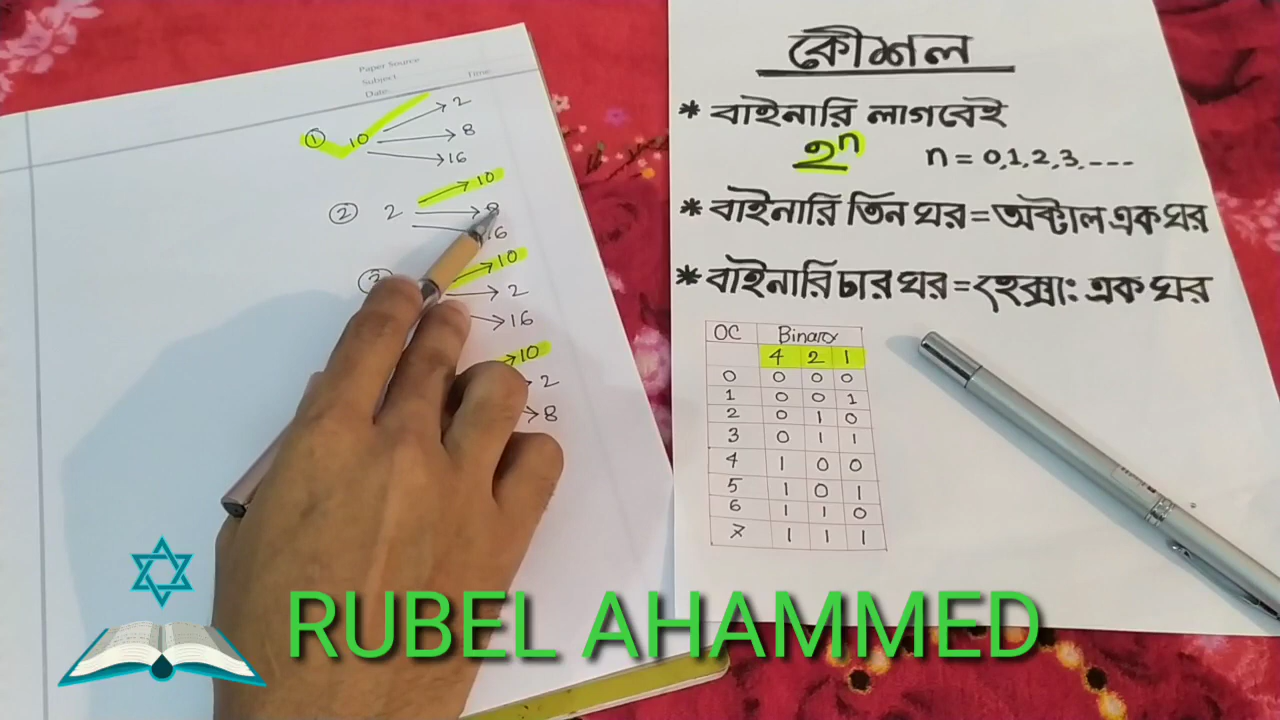 Paper Source
Subject
Date
Time
① 10 → 2
→ 8
→ 16
② 2 → 10
→ 8
→ 16
→ 10
→ 2
→ 16
→ 10
→ 2
→ 8
কৌশল
* বাইনারি লাগবেই
2ⁿ n = 0,1,2,3,----
* বাইনারি তিন ঘর = অক্টাল এক ঘর
* বাইনারি চার ঘর = হেক্সাঃ এক ঘর
OC Binary
4 2 1
0 0 0 0
1 0 0 1
2 0 1 0
3 0 1 1
4 1 0 0
5 1 0 1
6 1 1 0
7 1 1 1
RUBEL AHAMMED